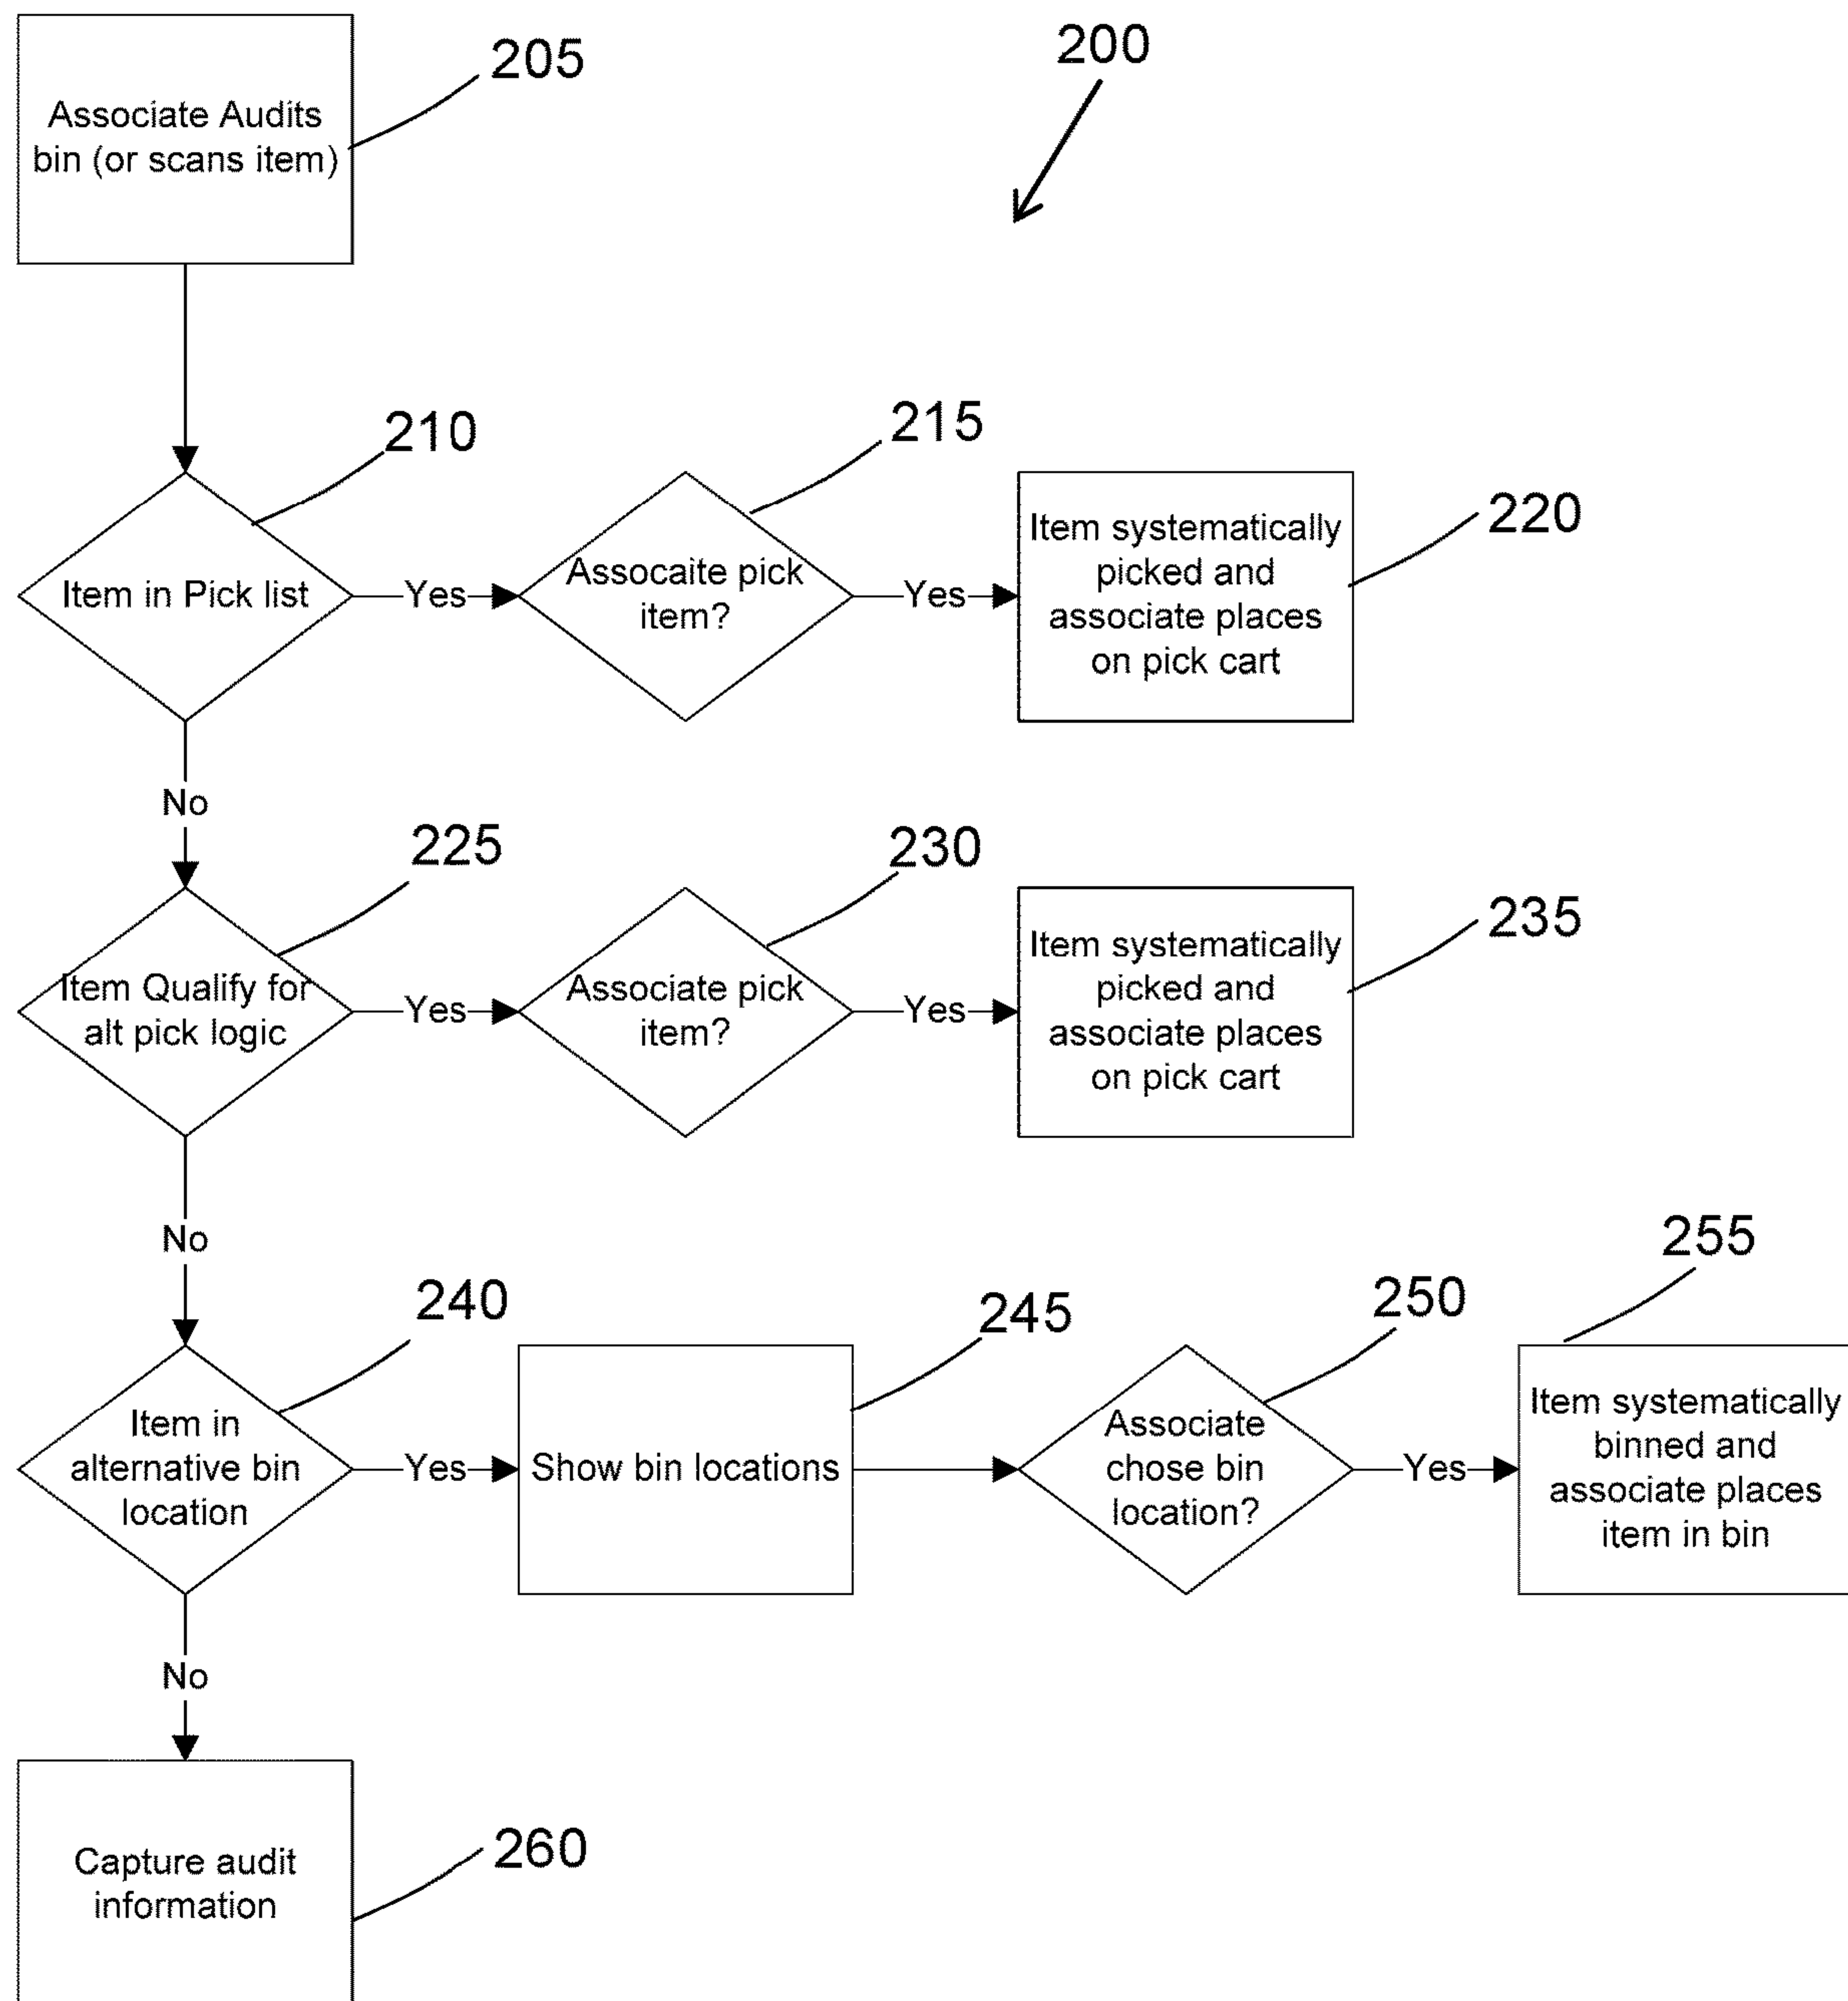 205
200
Associate Audits
bin (or scans item)
210
215
220
Item in Pick list
Yes
Assocaite pick
item?
Yes
Item systematically
picked and
associate places
on pick cart
No
225
230
235
Item Qualify for
alt pick logic
Yes
Associate pick
item?
Yes
Item systematically
picked and
associate places
on pick cart
No
240
245
250
255
Item in
alternative bin
location
Yes
Show bin locations
Associate
chose bin
location?
Yes
Item systematically
binned and
associate places
item in bin
No
Capture audit
information
260